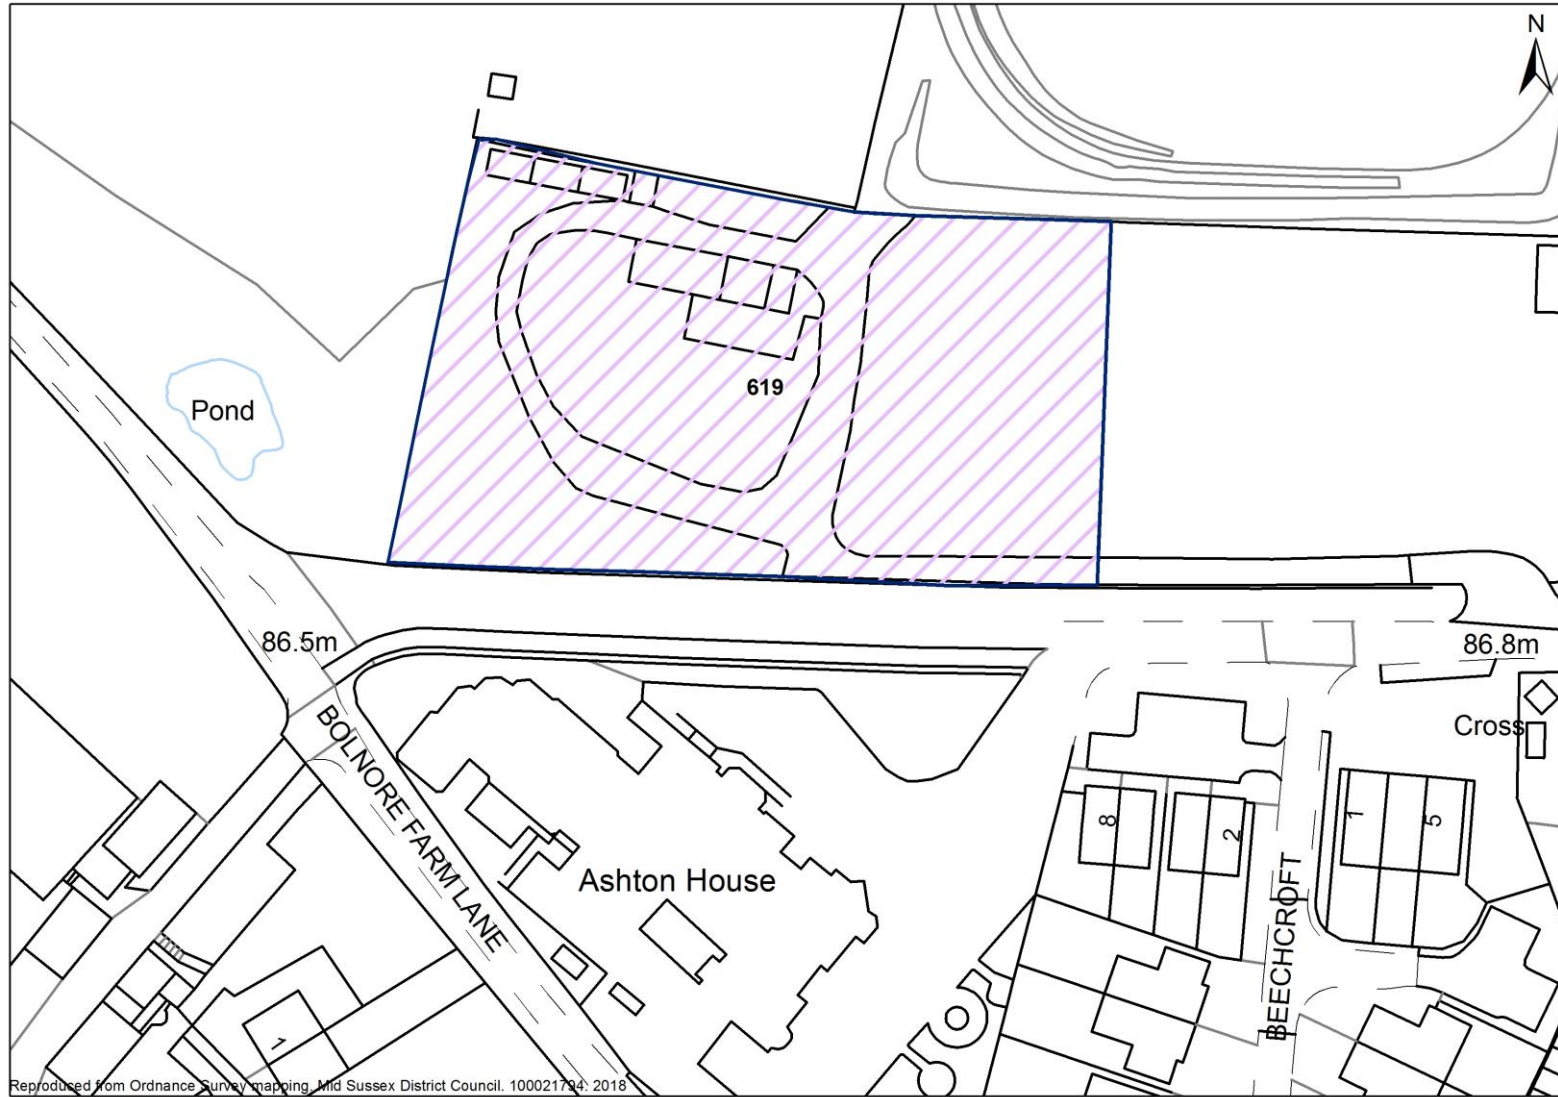 N
Pond
619
86.5m
86.8m
BOLNORE FARM LANE
Cross
8
2
1
5
Ashton House
BEECHCROFT
1
Reproduced from Ordnance Survey mapping. Mid Sussex District Council. 100021794. 2018